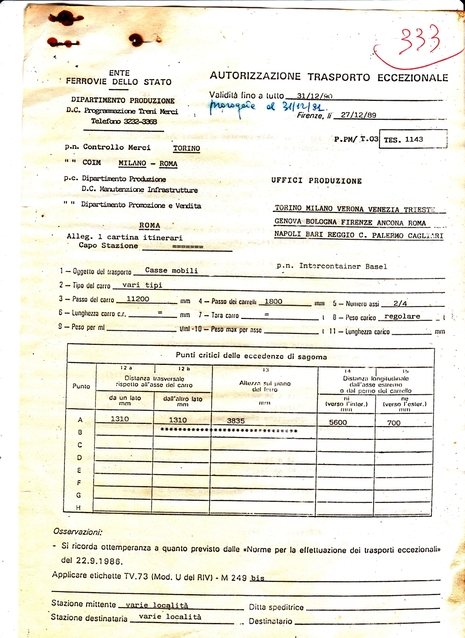 333
ENTE
FERROVIE DELLO STATO
DIPARTIMENTO PRODUZIONE
D.C. Programmazione Treni Merci
Telefono 3232-3368
AUTORIZZAZIONE TRASPORTO ECCEZIONALE
Validità fino a tutto 31/12/90
prorogata al 31/12/91.
Firenze, li 27/12/89
P.PM/T.03 TES. 1143
p.n. Controllo Merci TORINO
" " COIM MILANO - ROMA
p.c. Dipartimento Produzione
D.C. Manutenzione Infrastrutture
" " Dipartimento Promozione e Vendita
ROMA
Alleg. 1 cartina itinerari
Capo Stazione =======
UFFICI PRODUZIONE
TORINO MILANO VERONA VENEZIA TRIESTE
GENOVA BOLOGNA FIRENZE ANCONA ROMA
NAPOLI BARI REGGIO C. PALERMO CAGLIARI
p.n. Intercontainer Basel
1 – Oggetto del trasporto Casse mobili
2 – Tipo del carro vari tipi
3 – Passo del carro 11200 mm 4 – Passo dei carrelli 1800 mm 5 – Numero assi 2/4
6 – Lunghezza carro c.r. = mm 7 – Tara carro = t 8 – Peso carico regolare t
9 – Peso per ml t/ml -10 – Peso max per asse t 11 – Lunghezza carico mm
Punti critici delle eccedenze di sagoma
Punto
12 a 12 a 13 14 15
Distanza trasversale rispetto all'asse del carro
da un lato mm
dall'altro lato mm
Altezza sul piano del ferro
mm
Distanza longitudinale dall'asse estremo o dal perno del carrello
ni (verso l'inter.) mm
ne (verso l'ester.) mm
A 1310 1310 3835 5600 700
B
C
D
E
F
G
H
Osservazioni:
- Si ricorda ottemperanza a quanto previsto dalle «Norme per la effettuazione dei trasporti eccezionali»
del 22.9.1986.
Applicare etichette TV.73 (Mod. U del RIV) - M 249 bis
Stazione mittente varie località Ditta speditrice
Stazione destinataria varie località Destinatario